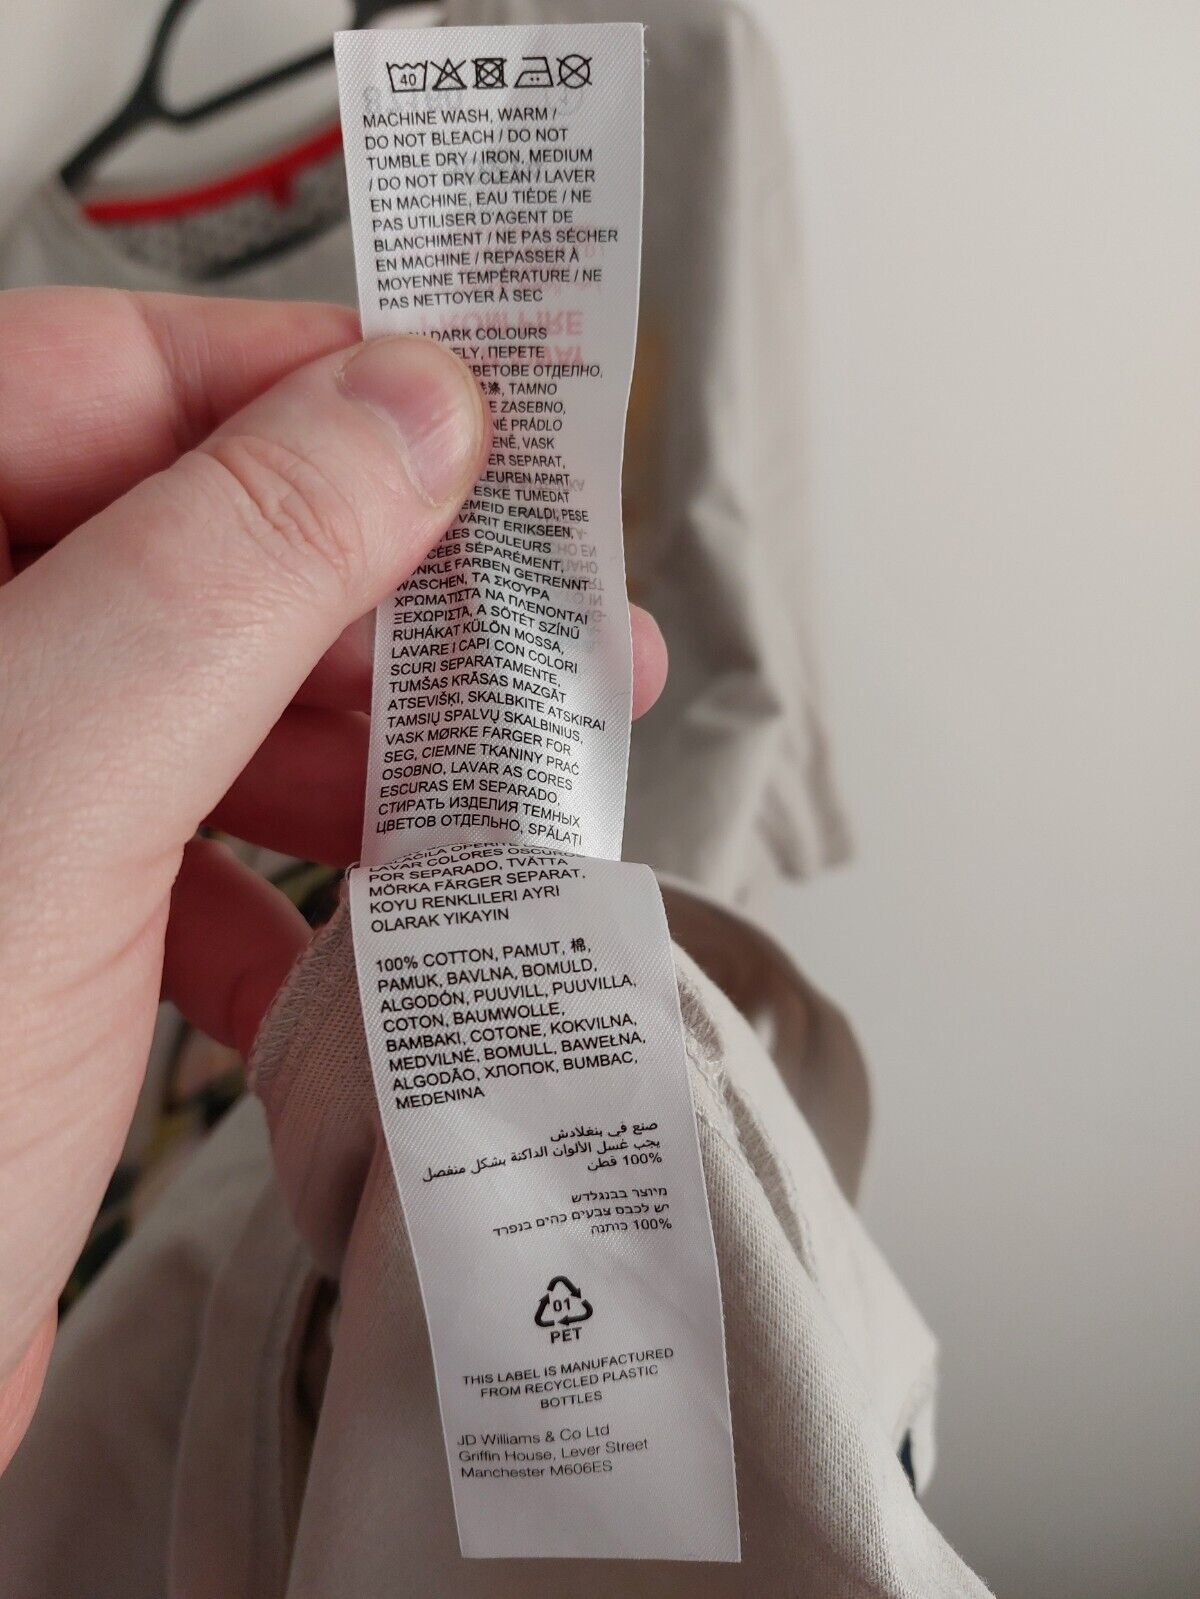 40
MACHINE WASH, WARM /
DO NOT BLEACH / DO NOT
TUMBLE DRY / IRON, MEDIUM
/ DO NOT DRY CLEAN / LAVER
EN MACHINE, EAU TIÈDE / NE
PAS UTILISER D'AGENT DE
BLANCHIMENT / NE PAS SÉCHER
EN MACHINE / REPASSER À
MOYENNE TEMPÉRATURE / NE
PAS NETTOYER À SEC
DARK COLOURS
ПЕРЕТЕ
ОТДЕЛНО,
TAMNO
ZASEBNO,
PRÁDLO
VASK
SEPARAT,
APART
TUMEDAT
ERALDI, PESE
VÄRIT ERIKSEEN,
LES COULEURS
SÉPARÉMENT,
FARBEN GETRENNT
WASCHEN, ΤΑ ΣΚΟΥΡΑ
ΧΡΩΜΑΤΙΣΤΑ ΝΑ ΠΛΕΝΟΝΤΑΙ
ΞΕΧΩΡΙΣΤΑ, A SÖTÉT SZÍNŰ
RUHÁKAT KÜLÖN MOSSA,
LAVARE I CAPI CON COLORI
SCURI SEPARATAMENTE,
TUMŠAS KRĀSAS MAZGĀT
ATSEVIŠĶI, SKALBKITE ATSKIRAI
TAMSIŲ SPALVŲ SKALBINIUS,
VASK MØRKE FARGER FOR
SEG, CIEMNE TKANINY PRAĆ
OSOBNO, LAVAR AS CORES
ESCURAS EM SEPARADO,
СТИРАТЬ ИЗДЕЛИЯ ТЕМНЫХ
ЦВЕТОВ ОТДЕЛЬНО, SPĂLAȚI
LAVAR COLORES OSCUROS
POR SEPARADO, TVÄTTA
MÖRKA FÄRGER SEPARAT,
KOYU RENKLILERI AYRI
OLARAK YIKAYIN
100% COTTON, PAMUT, 棉,
PAMUK, BAVLNA, BOMULD,
ALGODÓN, PUUVILL, PUUVILLA,
COTON, BAUMWOLLE,
BAMBAKI, COTONE, KOKVILNA,
MEDVILNĖ, BOMULL, BAWEŁNA,
ALGODÃO, ХЛОПОК, BUMBAC,
MEDENINA
صنع في بنغلادش
يجب غسل الألوان الداكنة بشكل منفصل
100% قطن
מיוצר בבנגלדש
יש לכבס צבעים כהים בנפרד
100% כותנה
01
PET
THIS LABEL IS MANUFACTURED
FROM RECYCLED PLASTIC
BOTTLES
JD Williams & Co Ltd
Griffin House, Lever Street
Manchester M606ES